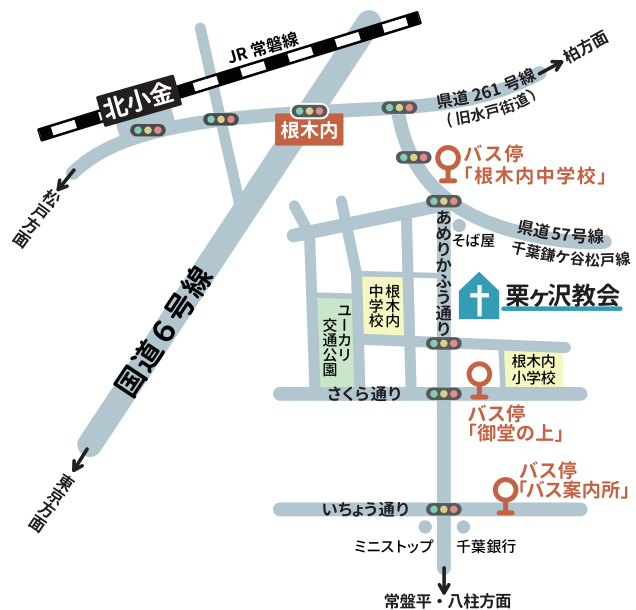 JR 常磐線
柏方面
北小金
県道 261 号線
( 旧水戸街道)
根木内
バス停
「根木内中学校」
松戸方面
あめりかふう通り
そば屋
県道 57号線
千葉鎌ケ谷松戸線
国道６号線
根木内
中学校
栗ヶ沢教会
ユーカリ
交通公園
根木内
小学校
さくら通り
バス停
「御堂の上」
東京方面
バス停
「バス案内所」
いちょう通り
ミニストップ
千葉銀行
常盤平・八柱方面